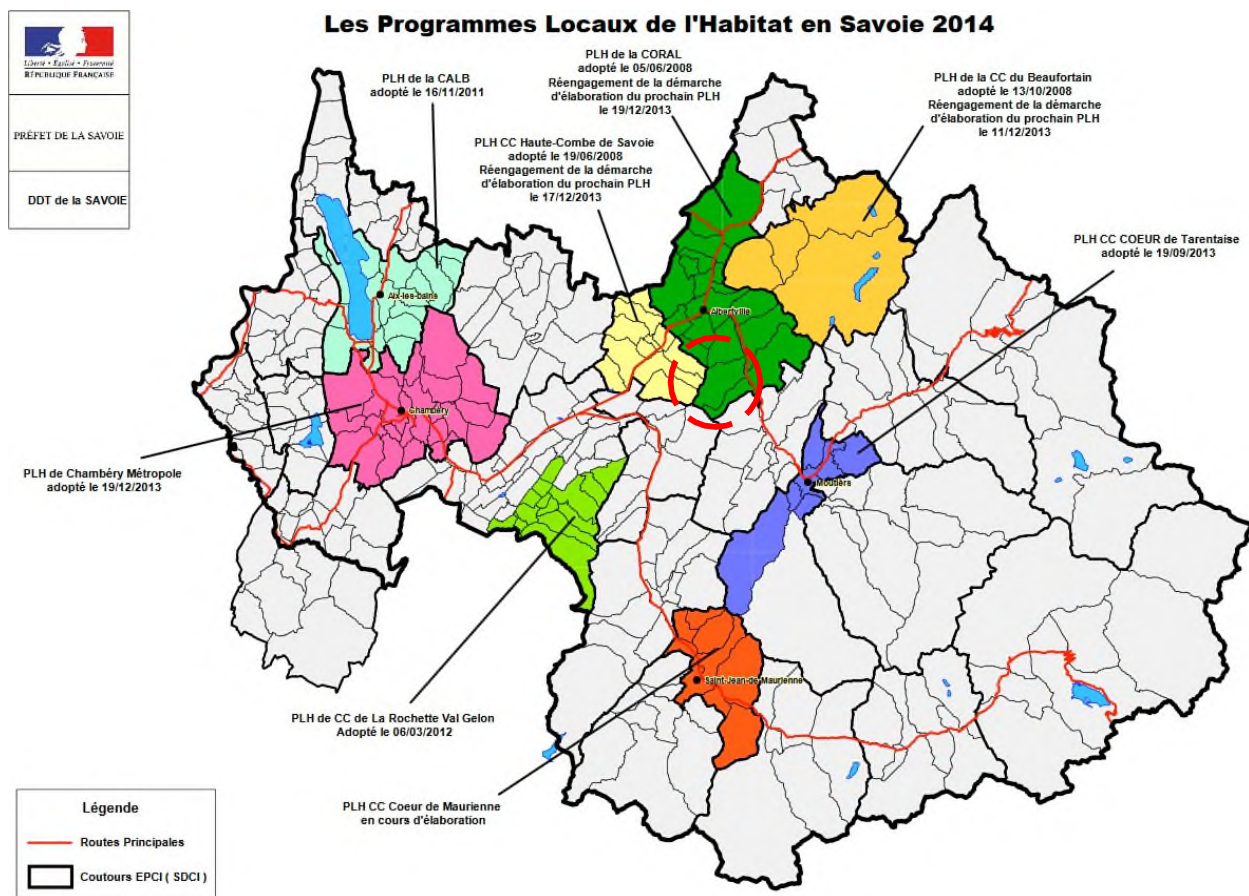 Les Programmes Locaux de l'Habitat en Savoie 2014
Liberté • Égalité • Fraternité
RÉPUBLIQUE FRANÇAISE
PRÉFET DE LA SAVOIE
DDT de la SAVOIE
PLH de la CALB
adopté le 16/11/2011
PLH de la CORAL
adopté le 05/06/2008
Réengagement de la démarche
d'élaboration du prochain PLH
le 19/12/2013
PLH de la CC du Beaufortain
adopté le 13/10/2008
Réengagement de la démarche
d'élaboration du prochain PLH
le 11/12/2013
PLH CC Haute-Combe de Savoie
adopté le 19/06/2008
Réengagement de la démarche
d'élaboration du prochain PLH
le 17/12/2013
PLH CC COEUR de Tarentaise
adopté le 19/09/2013
Aix-les-bains
Albertville
Chambéry
Moutiers
Saint-Jean-de-Maurienne
PLH de Chambéry Métropole
adopté le 19/12/2013
PLH de CC de La Rochette Val Gelon
Adopté le 06/03/2012
PLH CC Coeur de Maurienne
en cours d'élaboration
Légende
Routes Principales
Coutours EPCI ( SDCI )